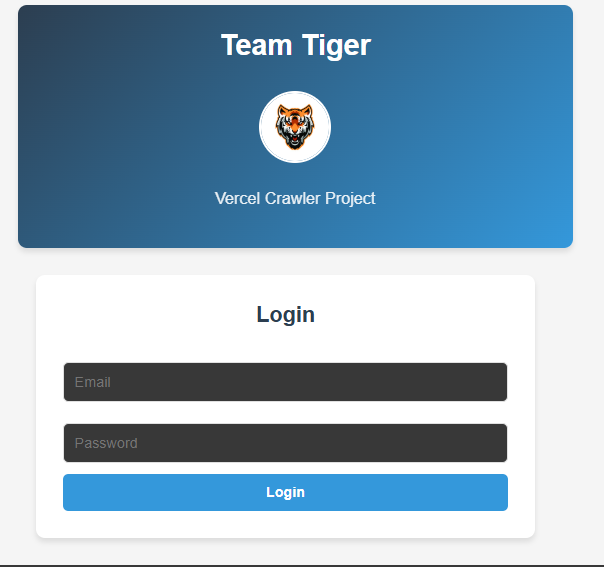 Team Tiger
Vercel Crawler Project
Login
Email
Password
Login